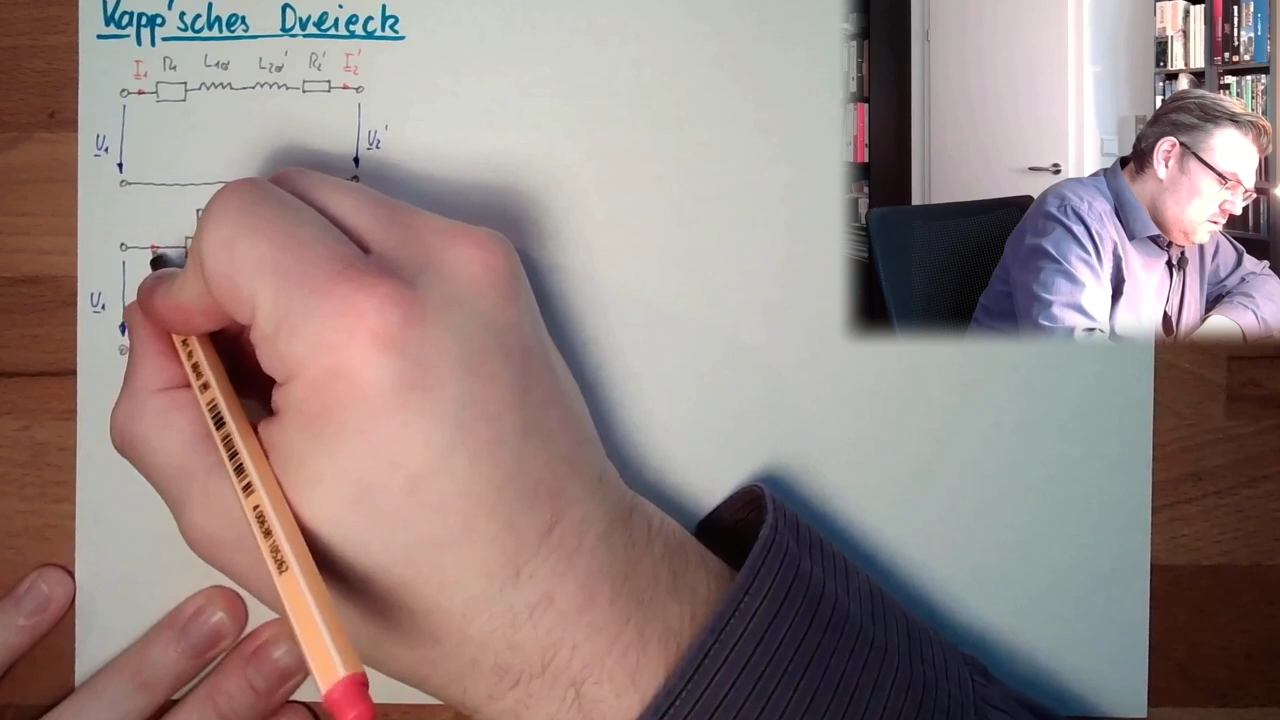 Kapp'sches Dreieck
I₁ R₁ L₁σ L₂σ' R₂' I₂'
U₁ U₂'
U₁